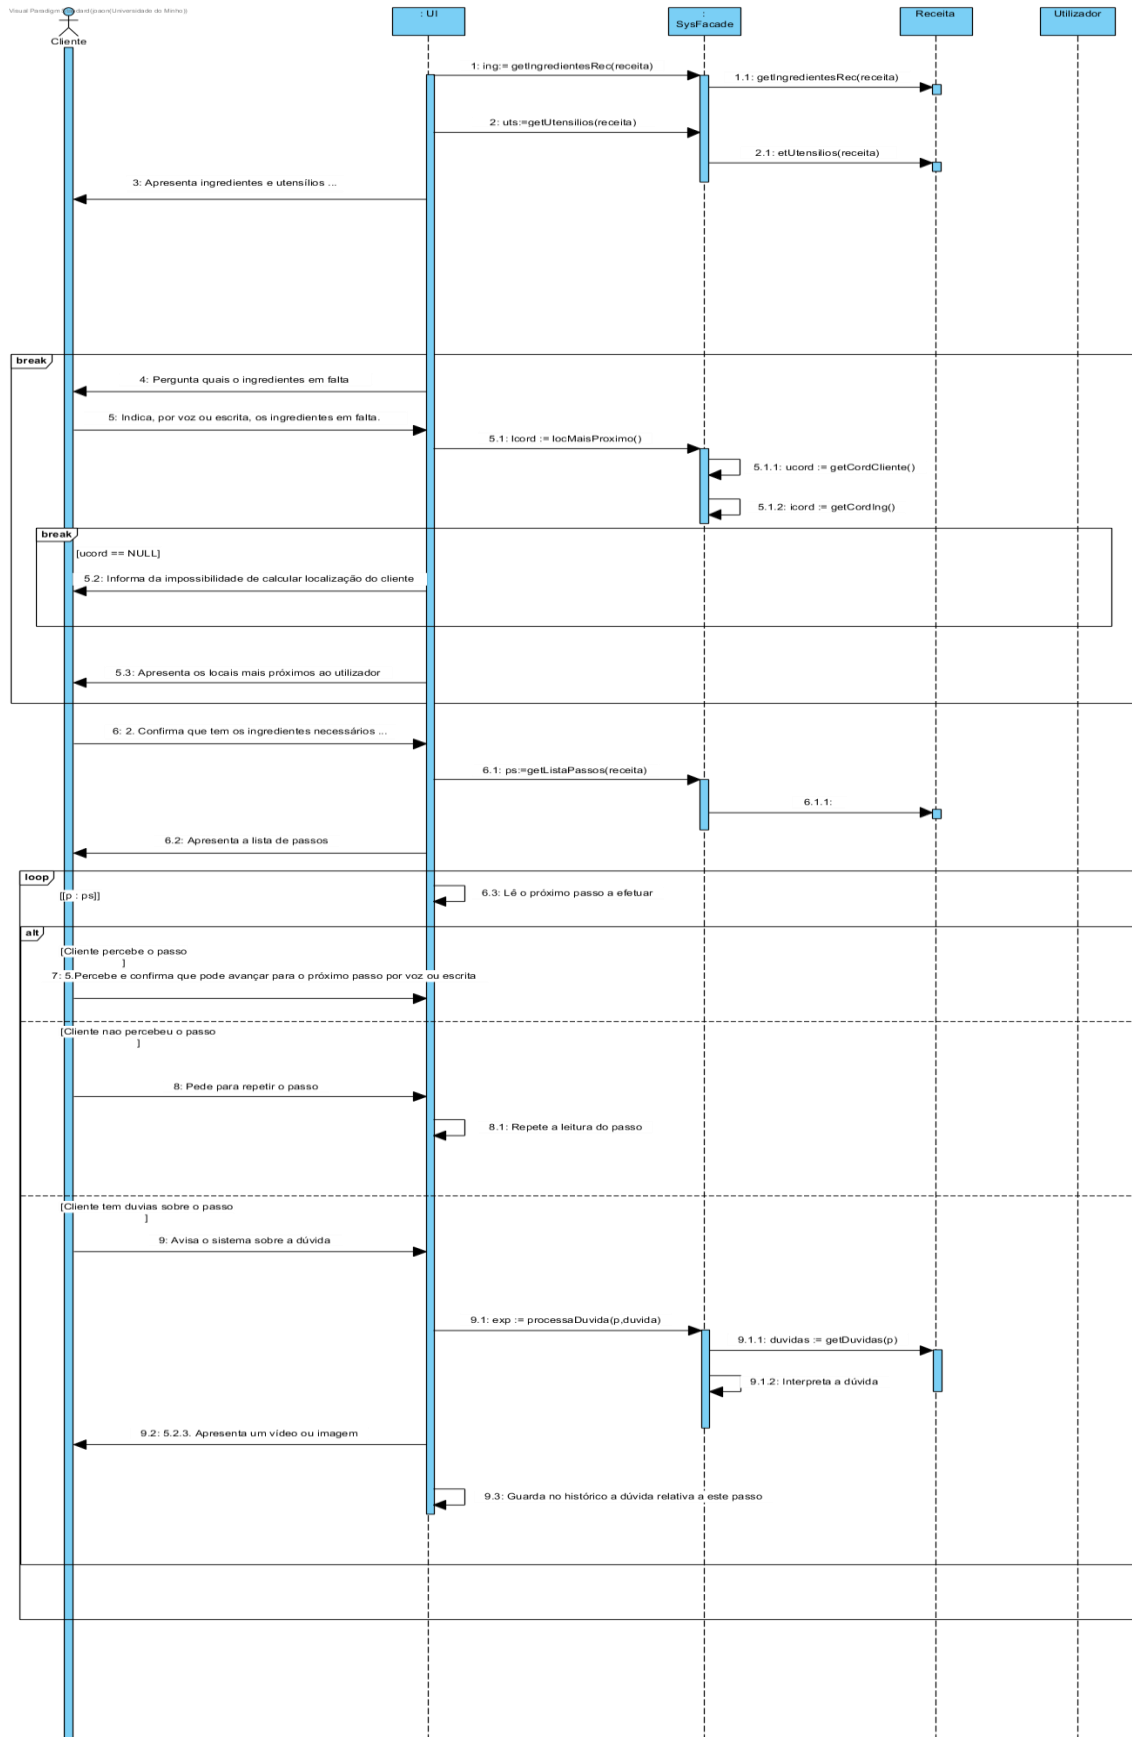 Visual Paradigm
(Universidade do Minho))
Cliente
: UI
:
SysFacade
Receita
Utilizador
1: ing:= getIngredientesRec(receita)
1.1: getIngredientesRec(receita)
2: uts:=getUtensilios(receita)
2.1: etUtensilios(receita)
3: Apresenta ingredientes e utensílios ...
break
4: Pergunta quais o ingredientes em falta
5: Indica, por voz ou escrita, os ingredientes em falta.
5.1: lcord := locMaisProximo()
5.1.1: ucord := getCordCliente()
5.1.2: icord := getCordIng()
break
[ucord == NULL]
5.2: Informa da impossibilidade de calcular localização do cliente
5.3: Apresenta os locais mais próximos ao utilizador
6: 2. Confirma que tem os ingredientes necessários ...
6.1: ps:=getListaPassos(receita)
6.1.1:
6.2: Apresenta a lista de passos
loop
[[p : ps]]
6.3: Lê o próximo passo a efetuar
alt
[Cliente percebe o passo
]
7: 5.Percebe e confirma que pode avançar para o próximo passo por voz ou escrita
[Cliente nao percebeu o passo
]
8: Pede para repetir o passo
8.1: Repete a leitura do passo
[Cliente tem duvias sobre o passo
]
9: Avisa o sistema sobre a dúvida
9.1: exp := processaDuvida(p,duvida)
9.1.1: duvidas := getDuvidas(p)
9.1.2: Interpreta a dúvida
9.2: 5.2.3. Apresenta um vídeo ou imagem
9.3: Guarda no histórico a dúvida relativa a este passo